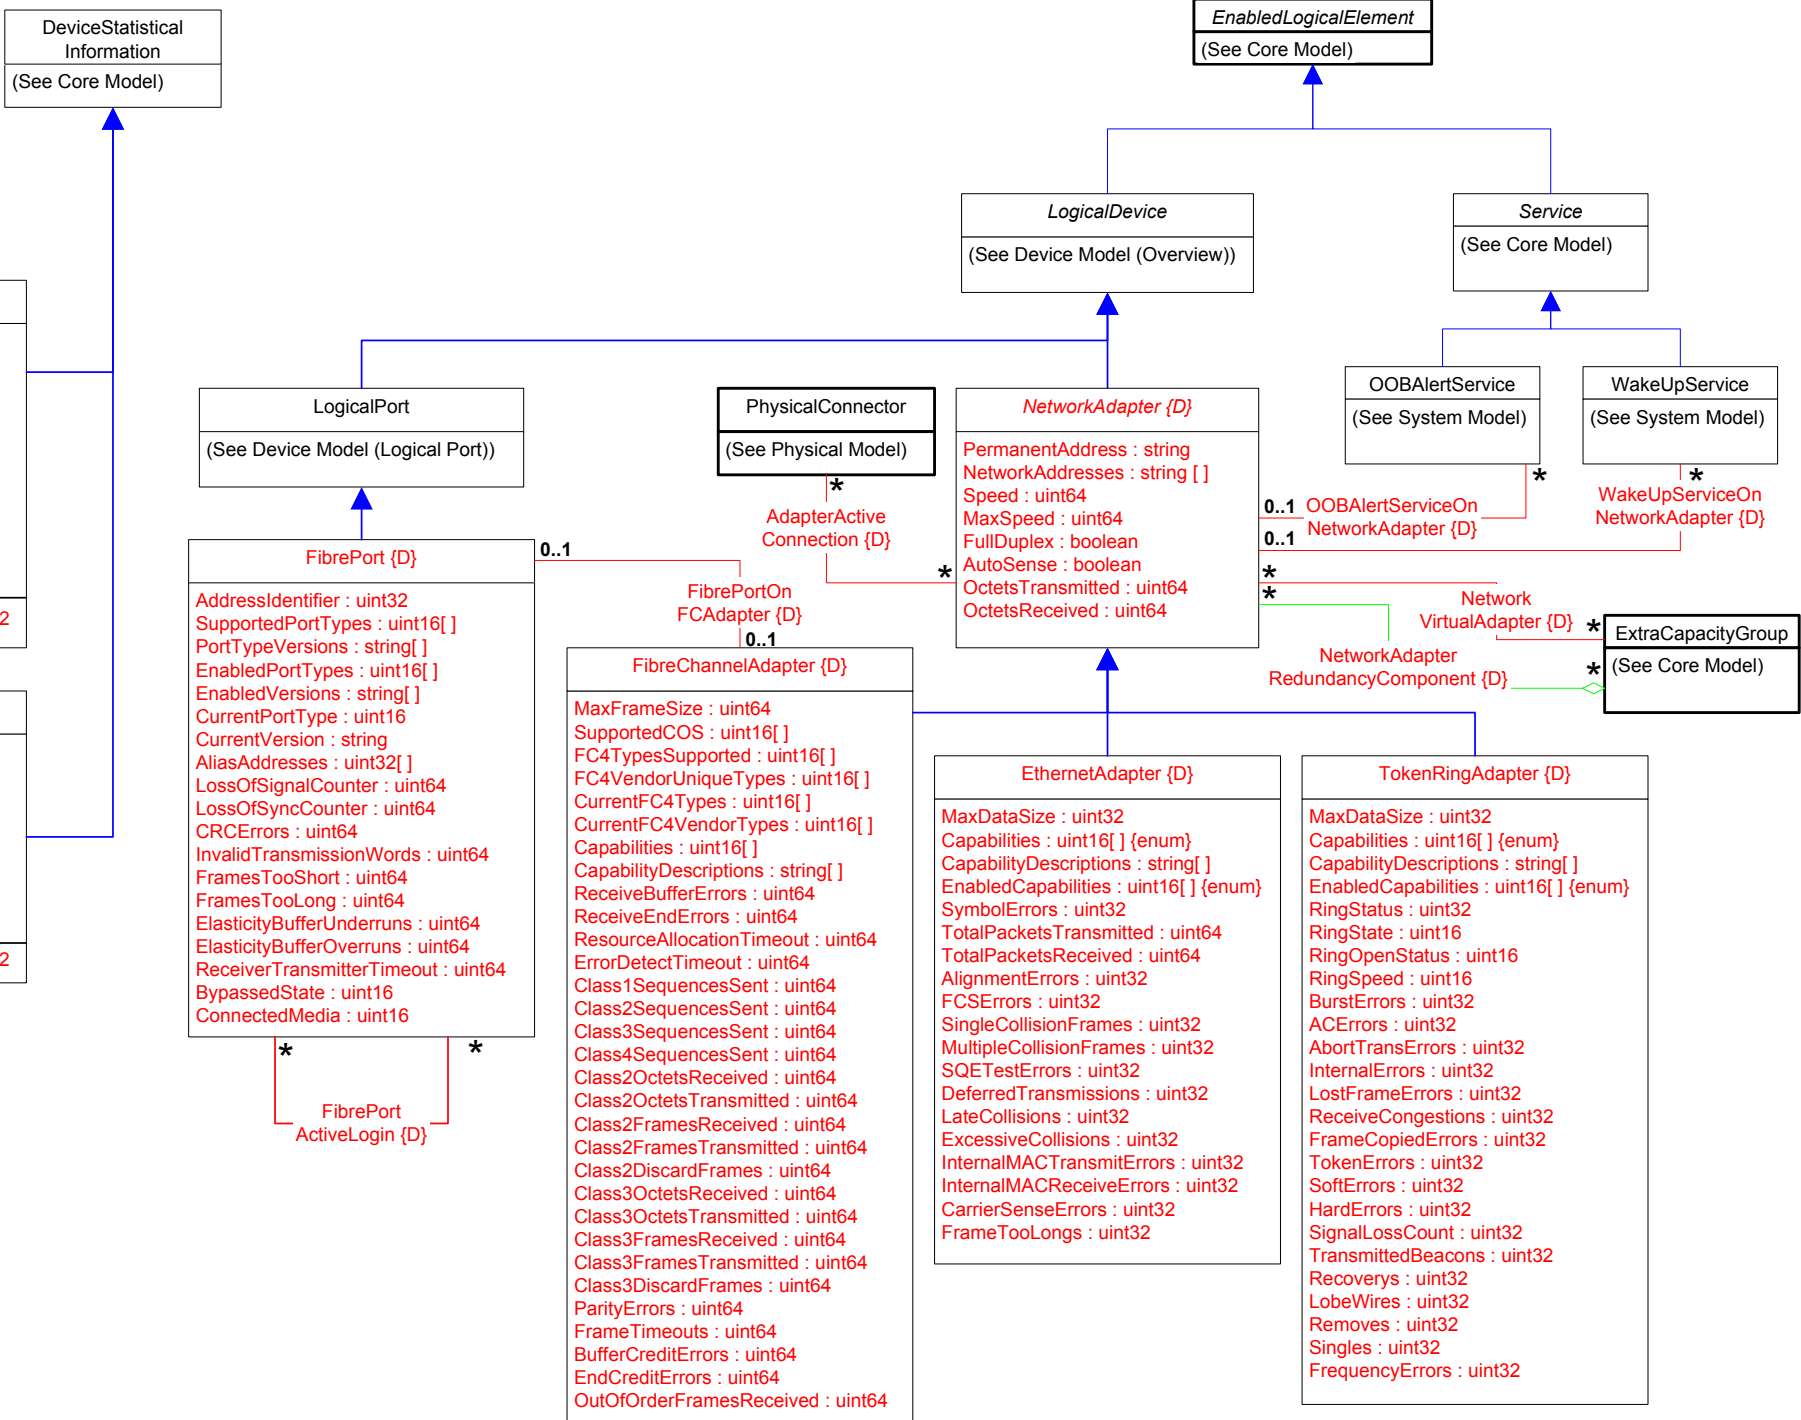 DeviceStatistical
Information
(See Core Model)
EnabledLogicalElement
(See Core Model)
LogicalDevice
(See Device Model (Overview))
Service
(See Core Model)
LogicalPort
(See Device Model (Logical Port))
PhysicalConnector
(See Physical Model)
*
AdapterActive
Connection {D}
*
NetworkAdapter {D}
PermanentAddress : string
NetworkAddresses : string [ ]
Speed : uint64
MaxSpeed : uint64
FullDuplex : boolean
AutoSense : boolean
OctetsTransmitted : uint64
OctetsReceived : uint64
OOBAlertService
(See System Model)
*
WakeUpService
(See System Model)
*
0..1
OOBAlertServiceOn
NetworkAdapter {D}
WakeUpServiceOn
NetworkAdapter {D}
0..1
*
*
Network
VirtualAdapter {D}
*
NetworkAdapter
RedundancyComponent {D}
*
ExtraCapacityGroup
(See Core Model)
FibrePort {D}
AddressIdentifier : uint32
SupportedPortTypes : uint16[ ]
PortTypeVersions : string[ ]
EnabledPortTypes : uint16[ ]
EnabledVersions : string[ ]
CurrentPortType : uint16
CurrentVersion : string
AliasAddresses : uint32[ ]
LossOfSignalCounter : uint64
LossOfSyncCounter : uint64
CRCErrors : uint64
InvalidTransmissionWords : uint64
FramesTooShort : uint64
FramesTooLong : uint64
ElasticityBufferUnderruns : uint64
ElasticityBufferOverruns : uint64
ReceiverTransmitterTimeout : uint64
BypassedState : uint16
ConnectedMedia : uint16
*
*
FibrePort
ActiveLogin {D}
0..1
FibrePortOn
FCAdapter {D}
0..1
FibreChannelAdapter {D}
MaxFrameSize : uint64
SupportedCOS : uint16[ ]
FC4TypesSupported : uint16[ ]
FC4VendorUniqueTypes : uint16[ ]
CurrentFC4Types : uint16[ ]
CurrentFC4VendorTypes : uint16[ ]
Capabilities : uint16[ ]
CapabilityDescriptions : string[ ]
ReceiveBufferErrors : uint64
ReceiveEndErrors : uint64
ResourceAllocationTimeout : uint64
ErrorDetectTimeout : uint64
Class1SequencesSent : uint64
Class2SequencesSent : uint64
Class3SequencesSent : uint64
Class4SequencesSent : uint64
Class2OctetsReceived : uint64
Class2OctetsTransmitted : uint64
Class2FramesReceived : uint64
Class2FramesTransmitted : uint64
Class2DiscardFrames : uint64
Class3OctetsReceived : uint64
Class3OctetsTransmitted : uint64
Class3FramesReceived : uint64
Class3FramesTransmitted : uint64
Class3DiscardFrames : uint64
ParityErrors : uint64
FrameTimeouts : uint64
BufferCreditErrors : uint64
EndCreditErrors : uint64
OutOfOrderFramesReceived : uint64
EthernetAdapter {D}
MaxDataSize : uint32
Capabilities : uint16[ ] {enum}
CapabilityDescriptions : string[ ]
EnabledCapabilities : uint16[ ] {enum}
SymbolErrors : uint32
TotalPacketsTransmitted : uint64
TotalPacketsReceived : uint64
AlignmentErrors : uint32
FCSErrors : uint32
SingleCollisionFrames : uint32
MultipleCollisionFrames : uint32
SQETestErrors : uint32
DeferredTransmissions : uint32
LateCollisions : uint32
ExcessiveCollisions : uint32
InternalMACTransmitErrors : uint32
InternalMACReceiveErrors : uint32
CarrierSenseErrors : uint32
FrameTooLongs : uint32
TokenRingAdapter {D}
MaxDataSize : uint32
Capabilities : uint16[ ] {enum}
CapabilityDescriptions : string[ ]
EnabledCapabilities : uint16[ ] {enum}
RingStatus : uint32
RingState : uint16
RingOpenStatus : uint16
RingSpeed : uint16
BurstErrors : uint32
ACErrors : uint32
AbortTransErrors : uint32
InternalErrors : uint32
LostFrameErrors : uint32
ReceiveCongestions : uint32
FrameCopiedErrors : uint32
TokenErrors : uint32
SoftErrors : uint32
HardErrors : uint32
SignalLossCount : uint32
TransmittedBeacons : uint32
Recoverys : uint32
LobeWires : uint32
Removes : uint32
Singles : uint32
FrequencyErrors : uint32
2
2